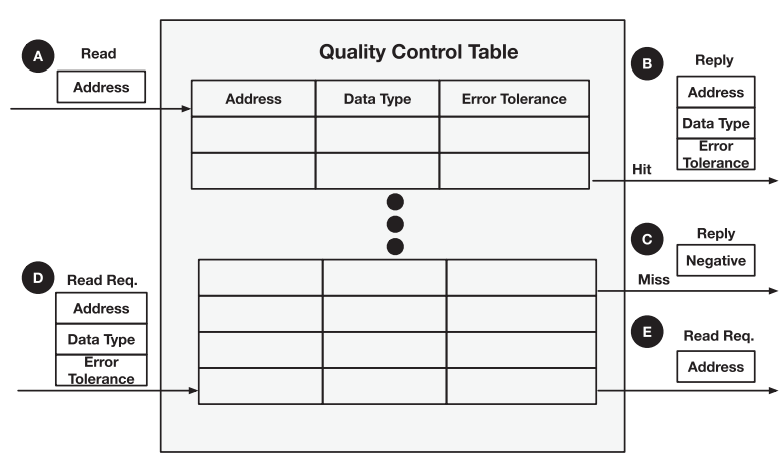 Quality Control Table
A
Read
Address
Address
Data Type
Error Tolerance
B
Reply
Address
Data Type
Error
Tolerance
Hit
C
Reply
Negative
Miss
D
Read Req.
Address
Data Type
Error
Tolerance
E
Read Req.
Address